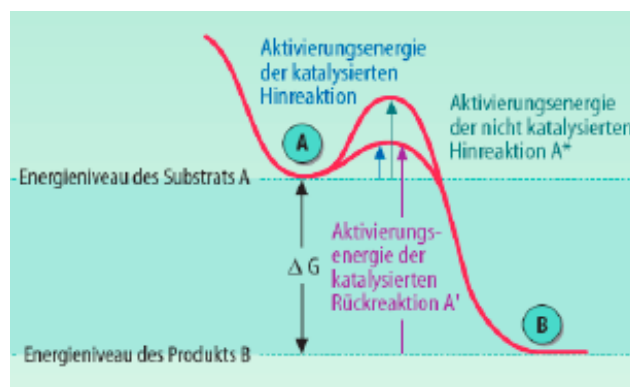 Aktivierungsenergie
der katalysierten
Hinreaktion
Aktivierungsenergie
der nicht katalysierten
Hinreaktion A*
A
Energieniveau des Substrats A
Aktivierungs-
energie der
katalysierten
Rückreaktion A'
Δ G
B
Energieniveau des Produkts B